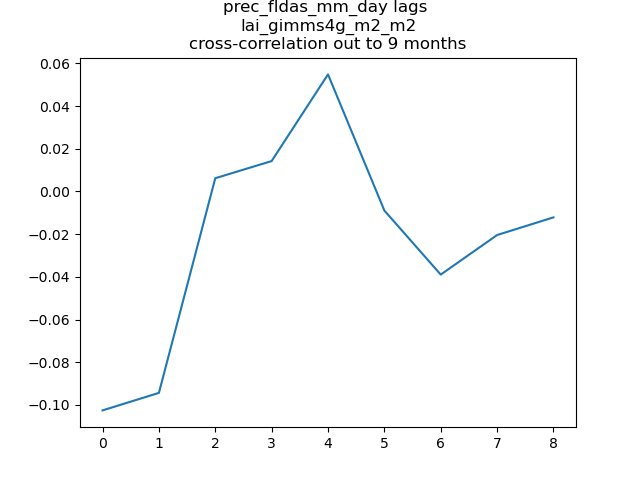 prec_fldas_mm_day lags
lai_gimms4g_m2_m2
cross-correlation out to 9 months
0.06
0.04
0.02
0.00
−0.02
−0.04
−0.06
−0.08
−0.10
0 1 2 3 4 5 6 7 8